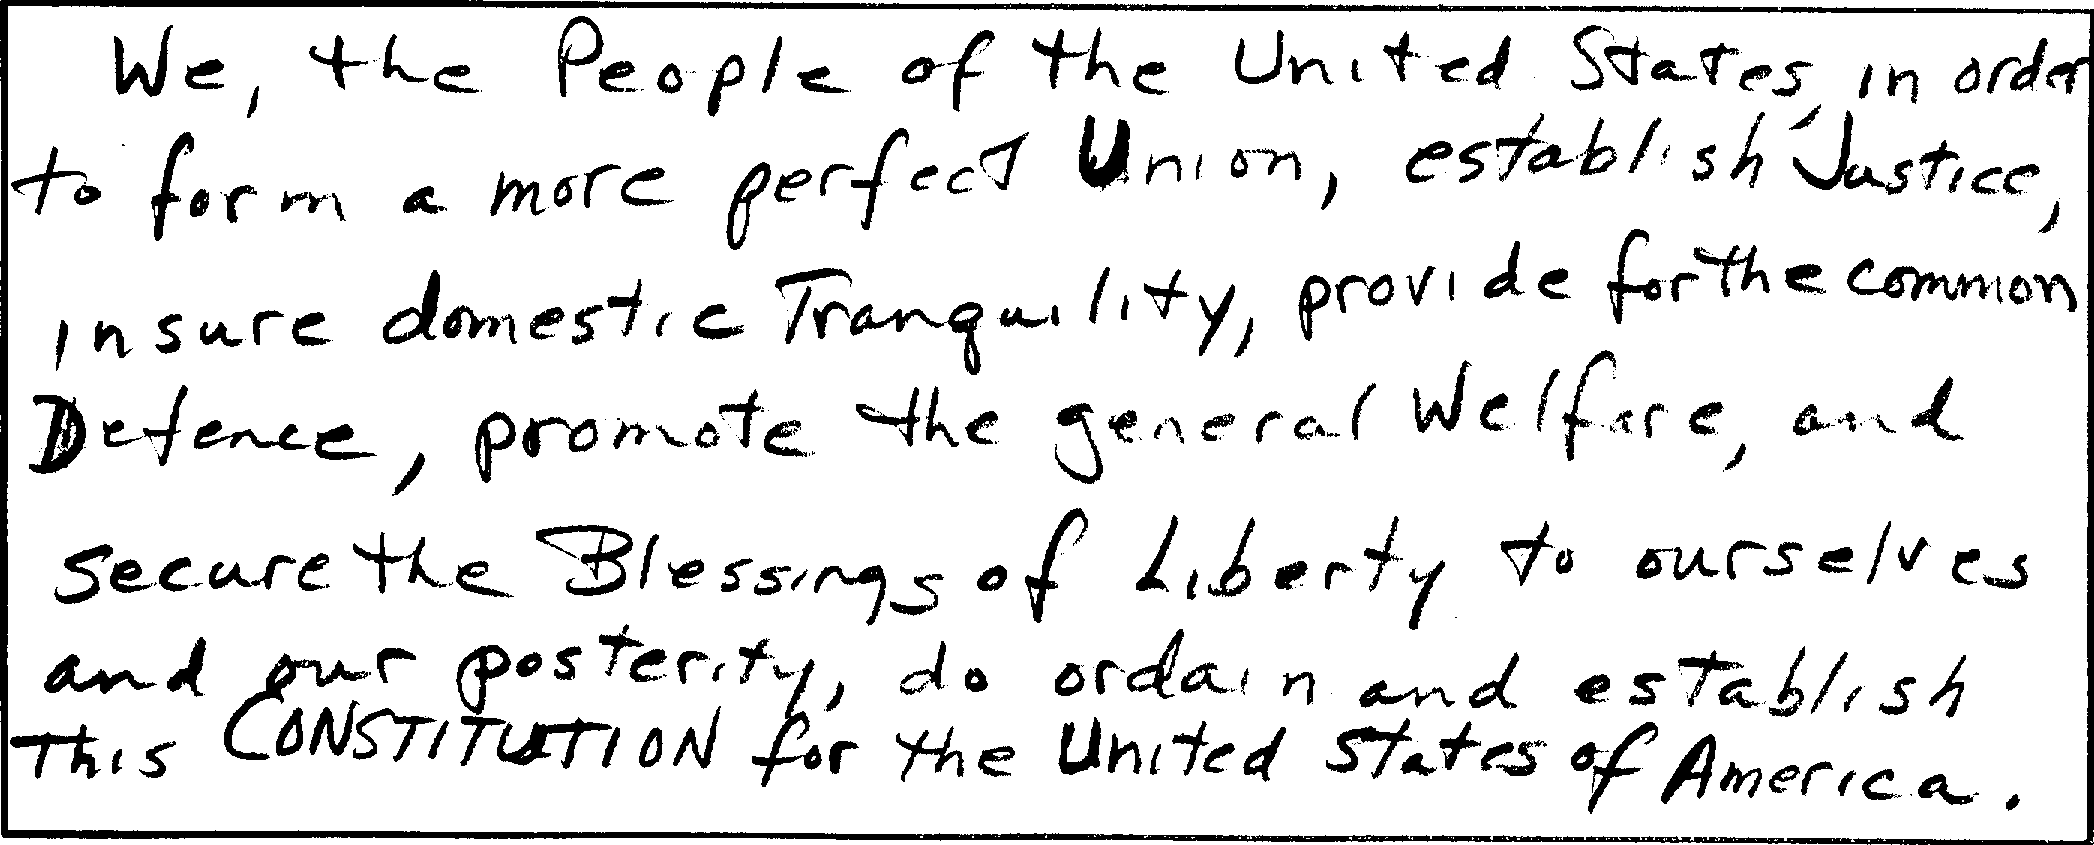 We, the People of the United States, in order
to form a more perfect Union, establish Justice,
insure domestic Tranquility, provide for the common
Defence, promote the general Welfare, and
secure the Blessings of Liberty to ourselves
and our posterity, do ordain and establish
This CONSTITUTION for the United States of America.